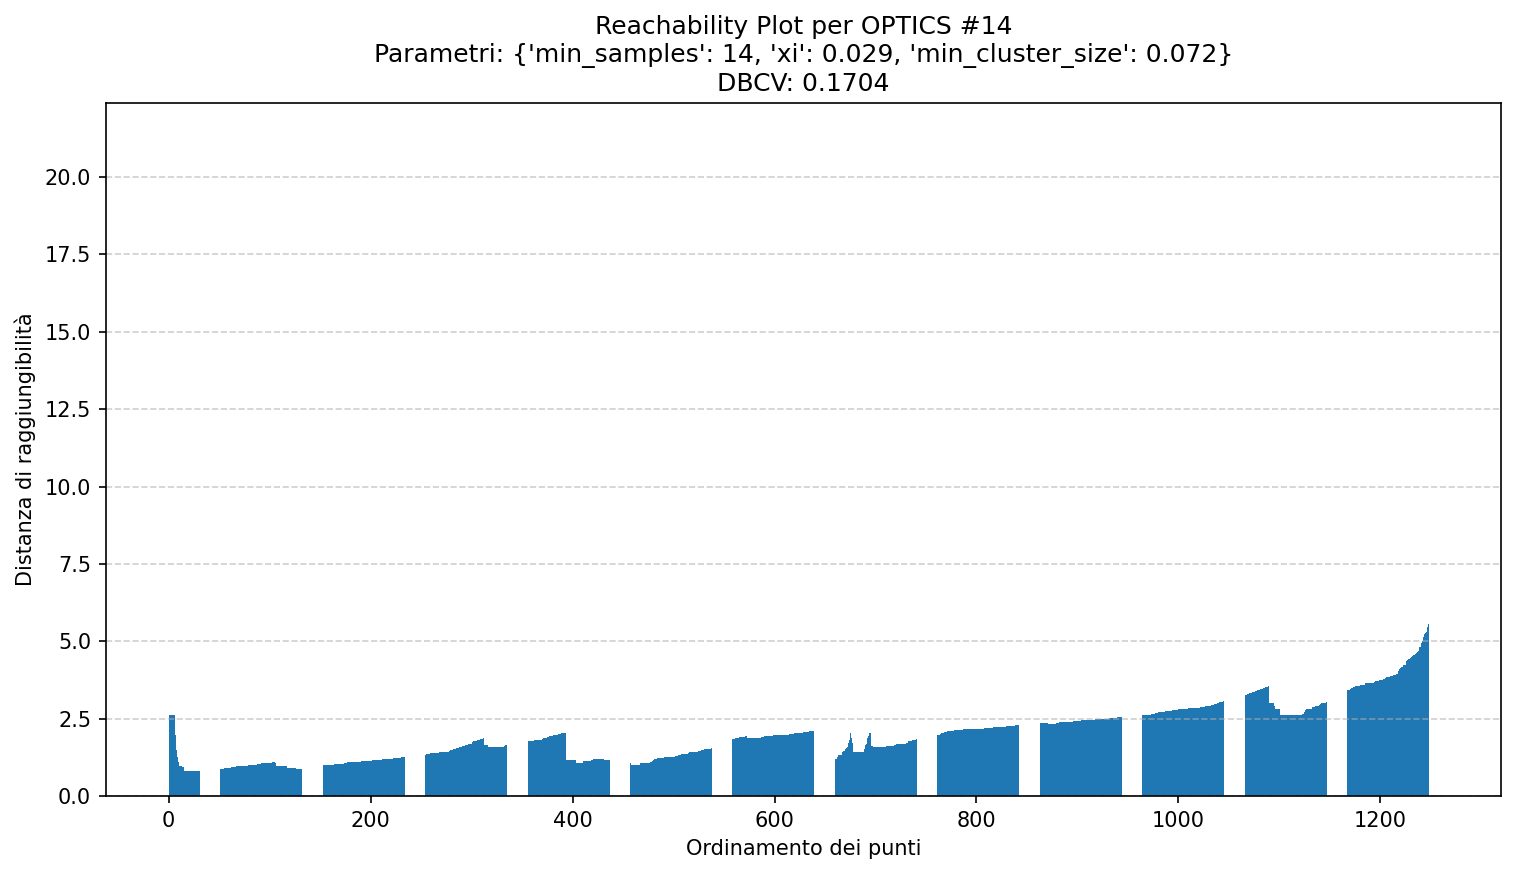 Reachability Plot per OPTICS #14
Parametri: {'min_samples': 14, 'xi': 0.029, 'min_cluster_size': 0.072}
DBCV: 0.1704
20.0
17.5
15.0
12.5
10.0
7.5
5.0
2.5
0.0
Distanza di raggiungibilità
0 200 400 600 800 1000 1200
Ordinamento dei punti